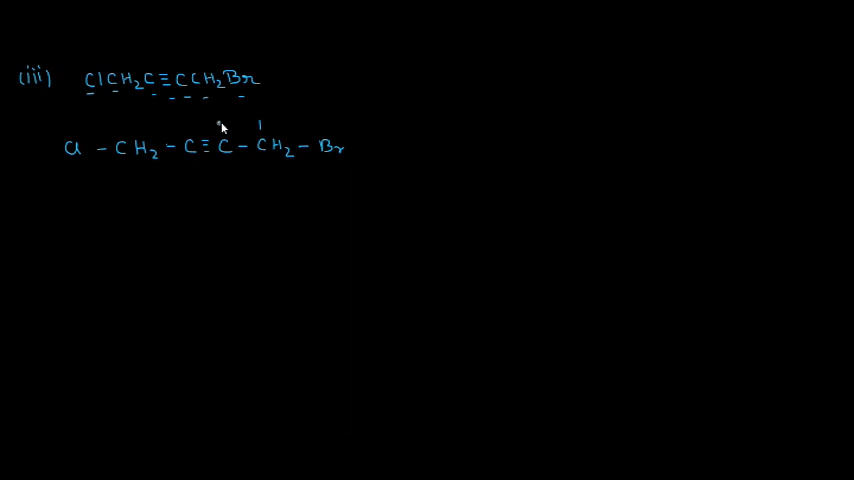 (iii) ClCH₂C≡CCH₂Br
1
Cl - CH₂ - C≡C - CH₂ - Br